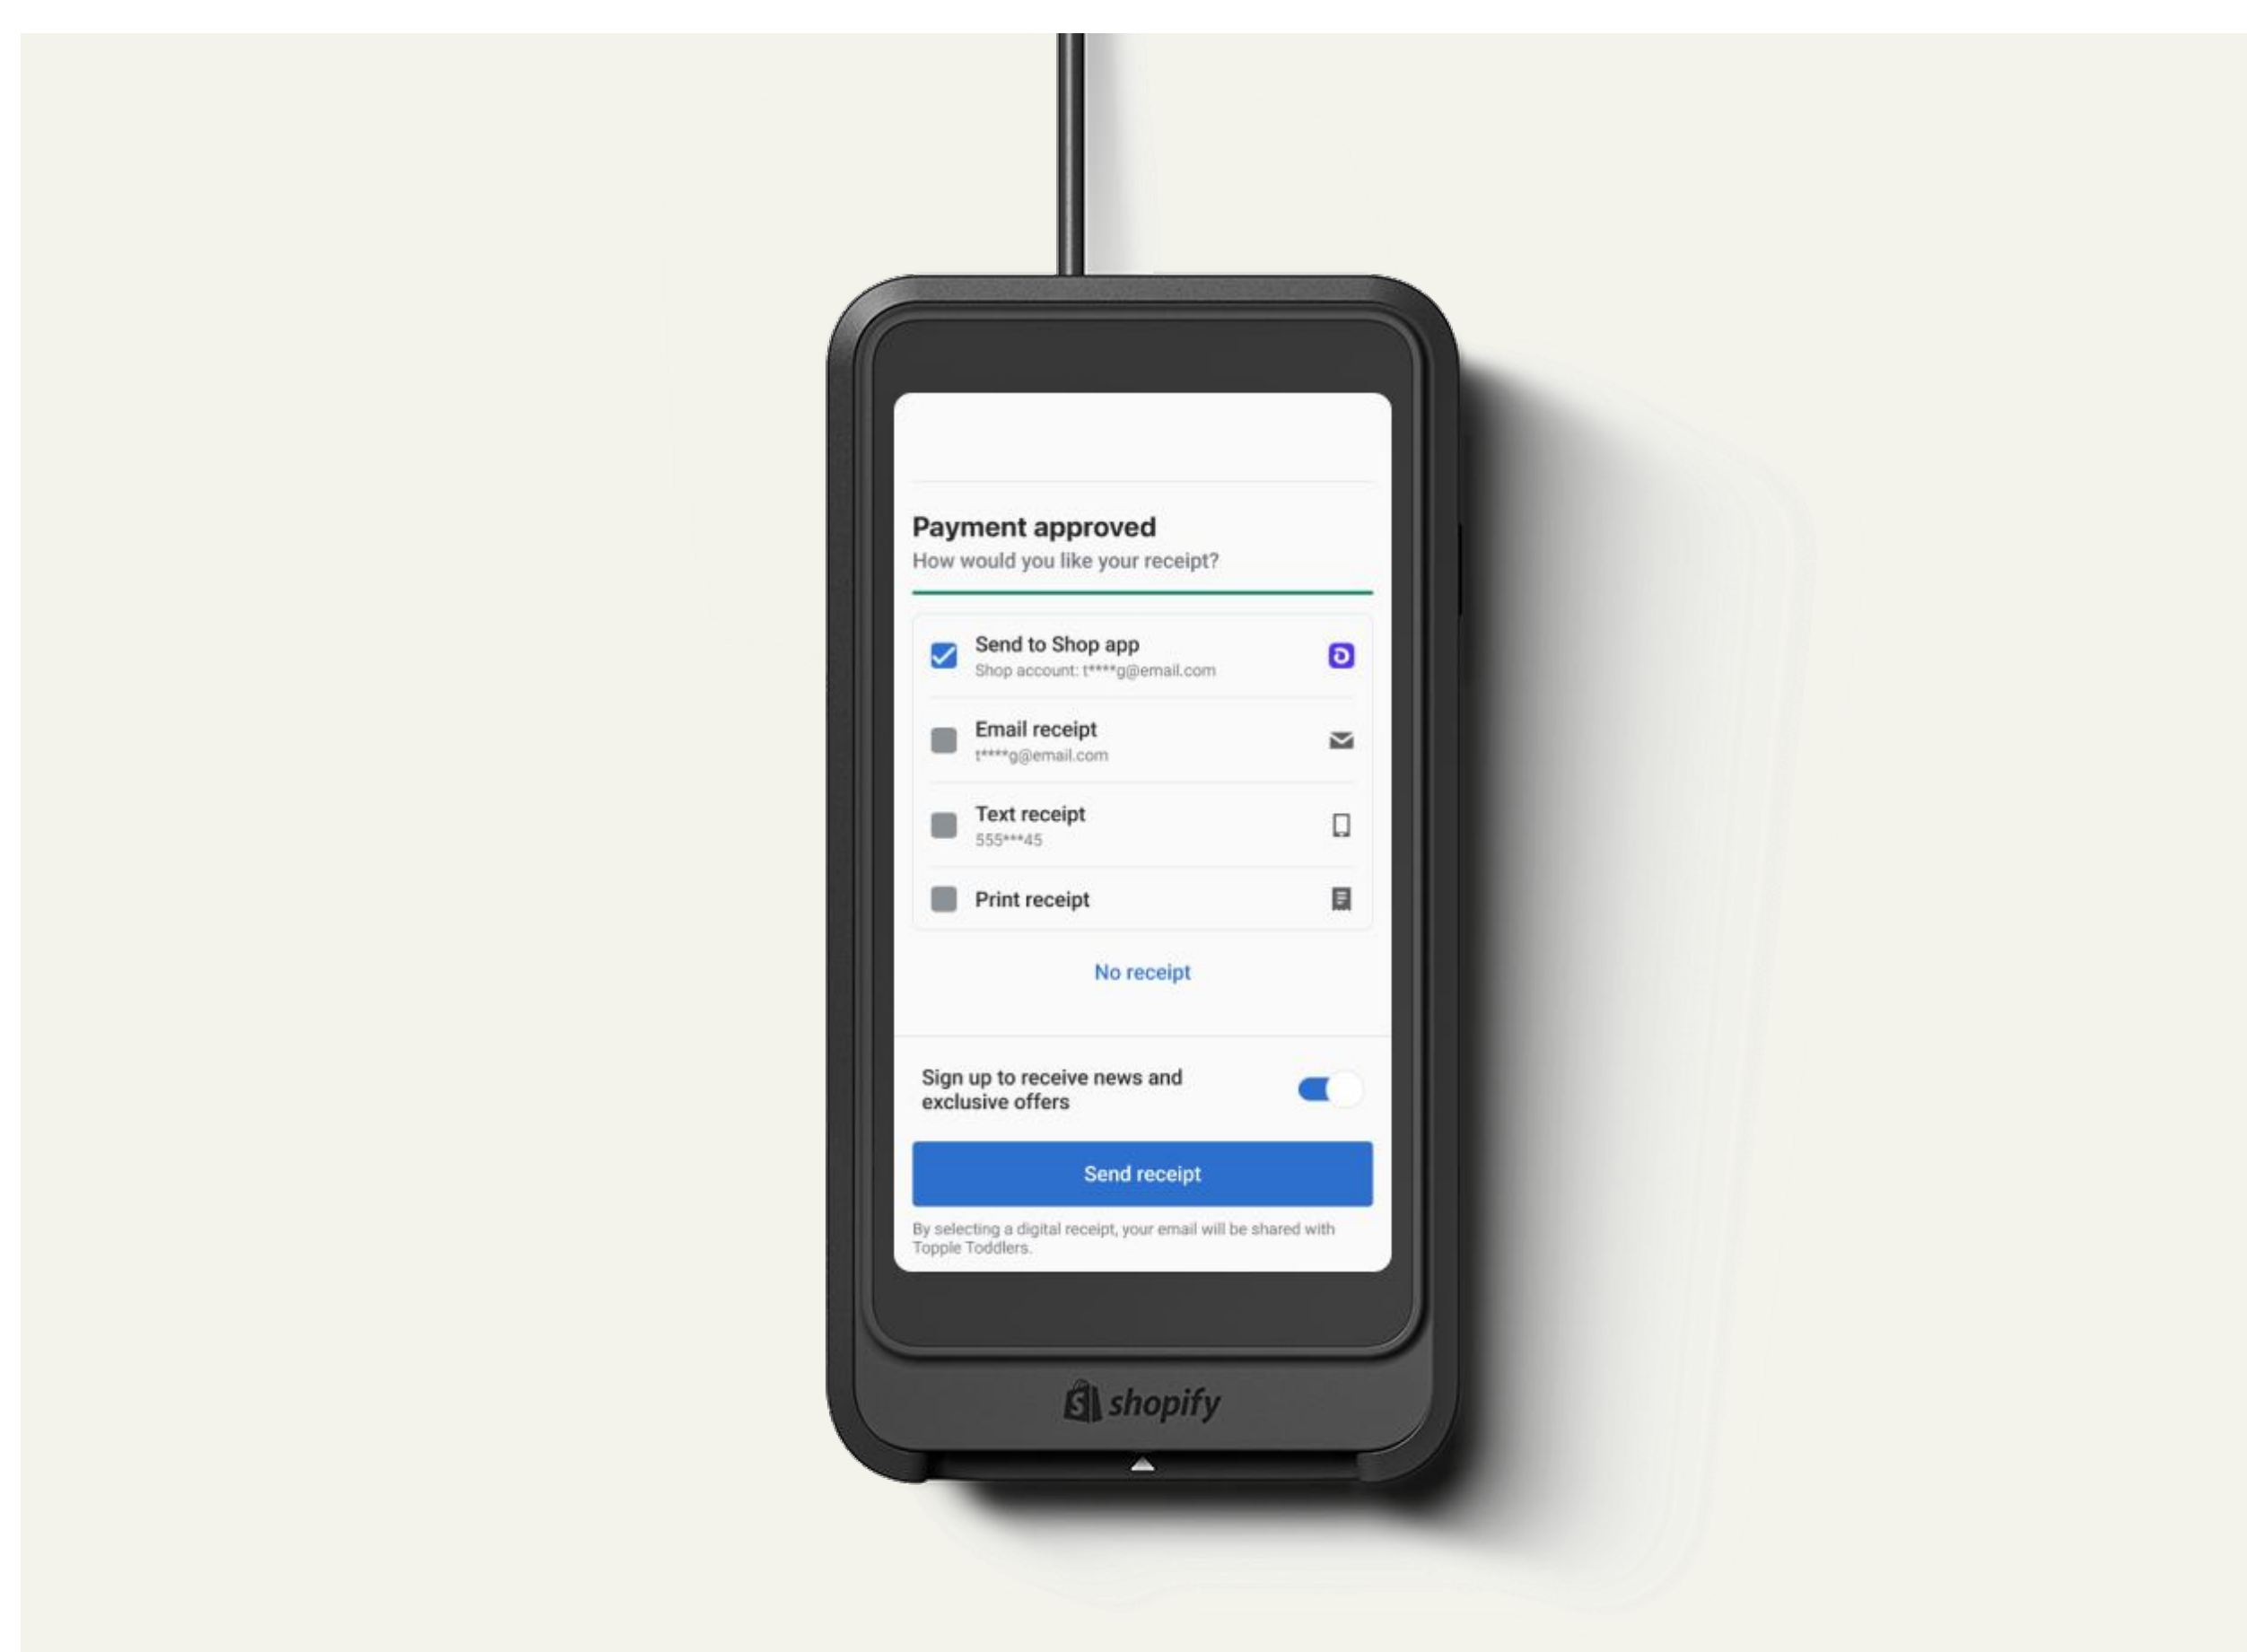 Payment approved
How would you like your receipt?
Send to Shop app
Shop account: t****g@email.com
Email receipt
t****g@email.com
Text receipt
555***45
Print receipt
No receipt
Sign up to receive news and
exclusive offers
Send receipt
By selecting a digital receipt, your email will be shared with
Topple Toddlers.
shopify